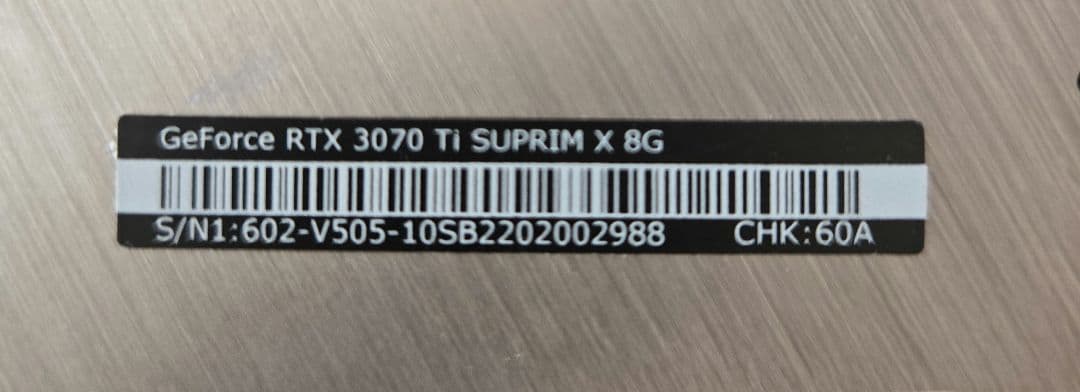 GeForce RTX 3070 Ti SUPRIM X 8G
S/N1:602-V505-10SB2202002988 CHK:60A